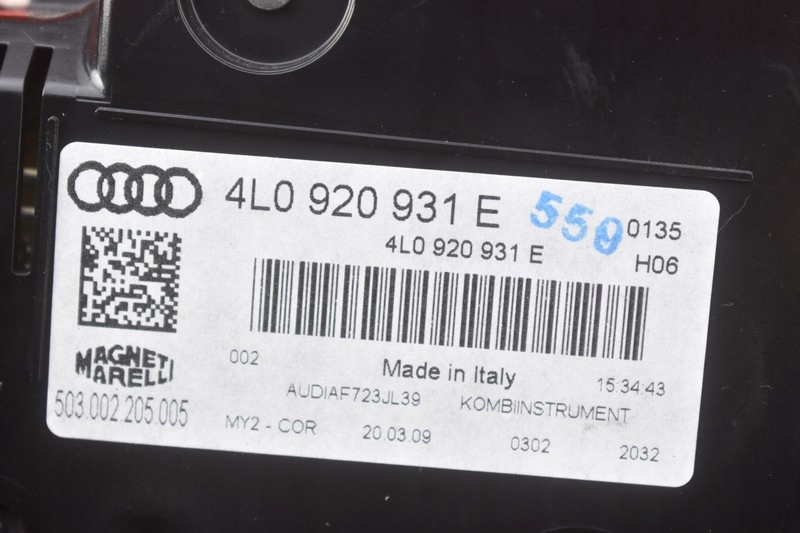 4L0 920 931 E 550 0135
4L0 920 931 E H06
MAGNETI
MARELLI
503.002.205.005
002 Made in Italy 15:34:43
AUDIAF723JL39 KOMBIINSTRUMENT
MY2 - COR 20.03.09 0302 2032